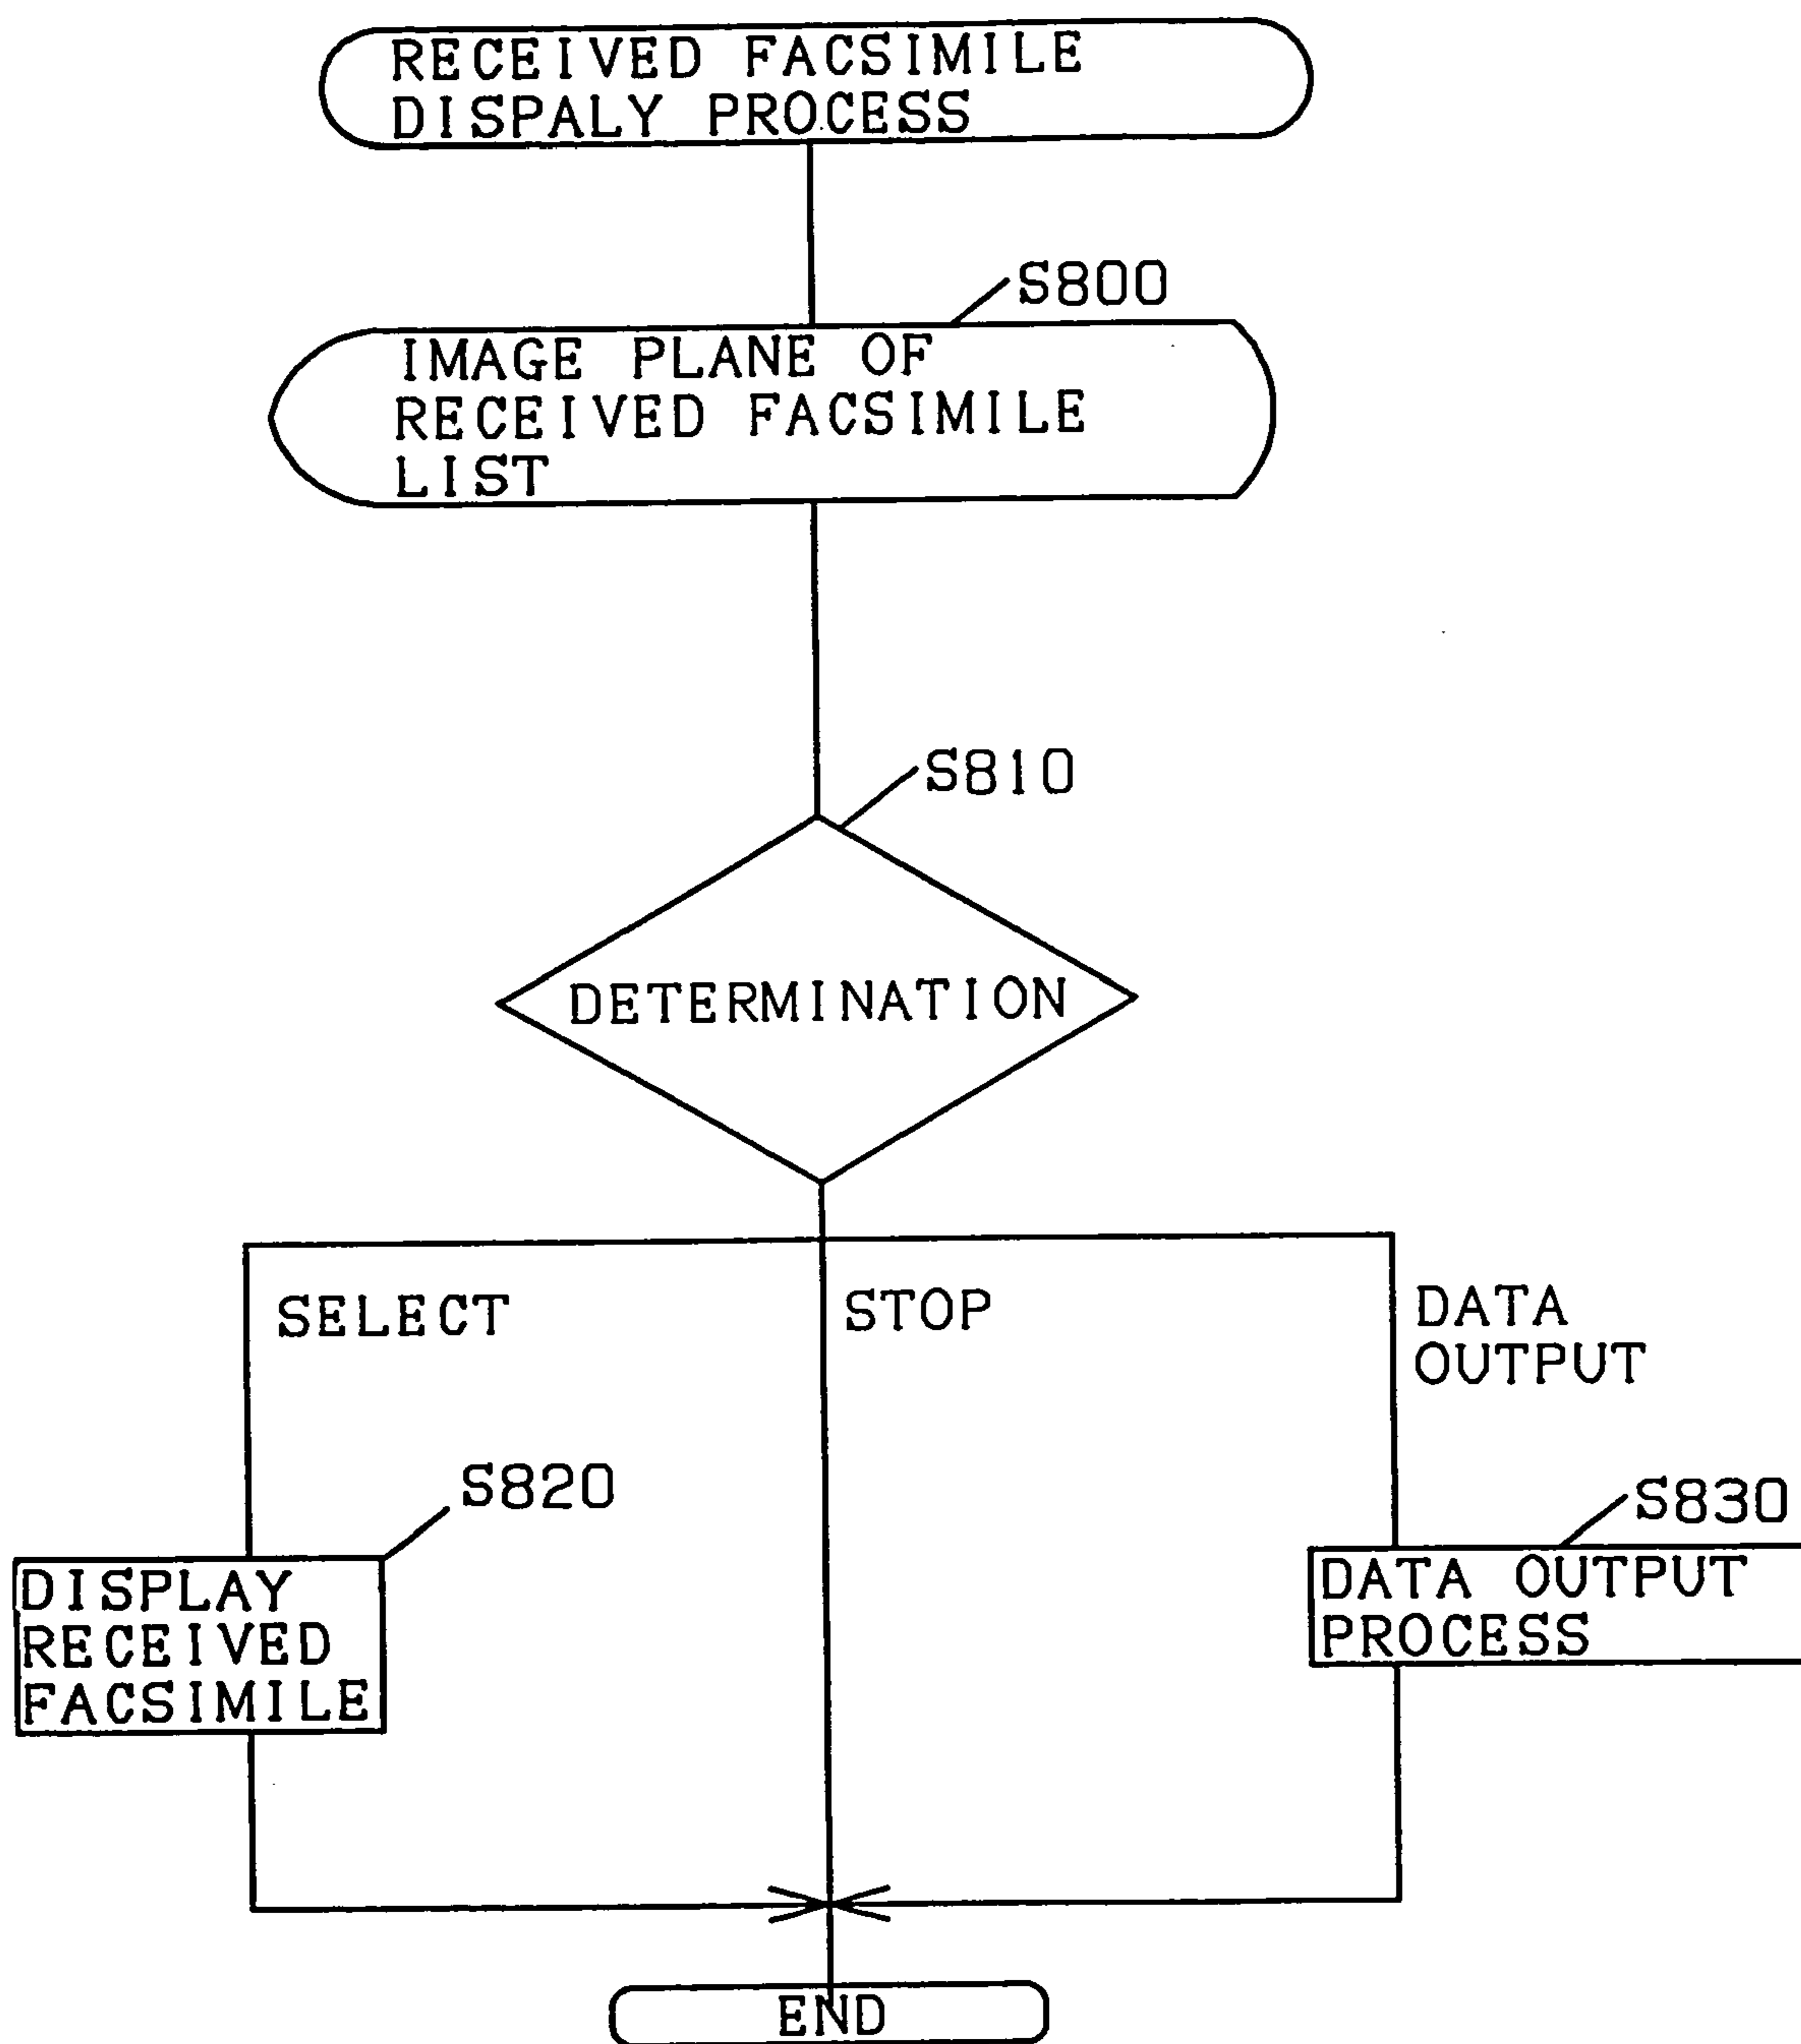 RECEIVED FACSIMILE
DISPALY PROCESS
S800
IMAGE PLANE OF
RECEIVED FACSIMILE
LIST
S810
DETERMINATION
SELECT
STOP
DATA
OUTPUT
S820
DISPLAY
RECEIVED
FACSIMILE
S830
DATA OUTPUT
PROCESS
END